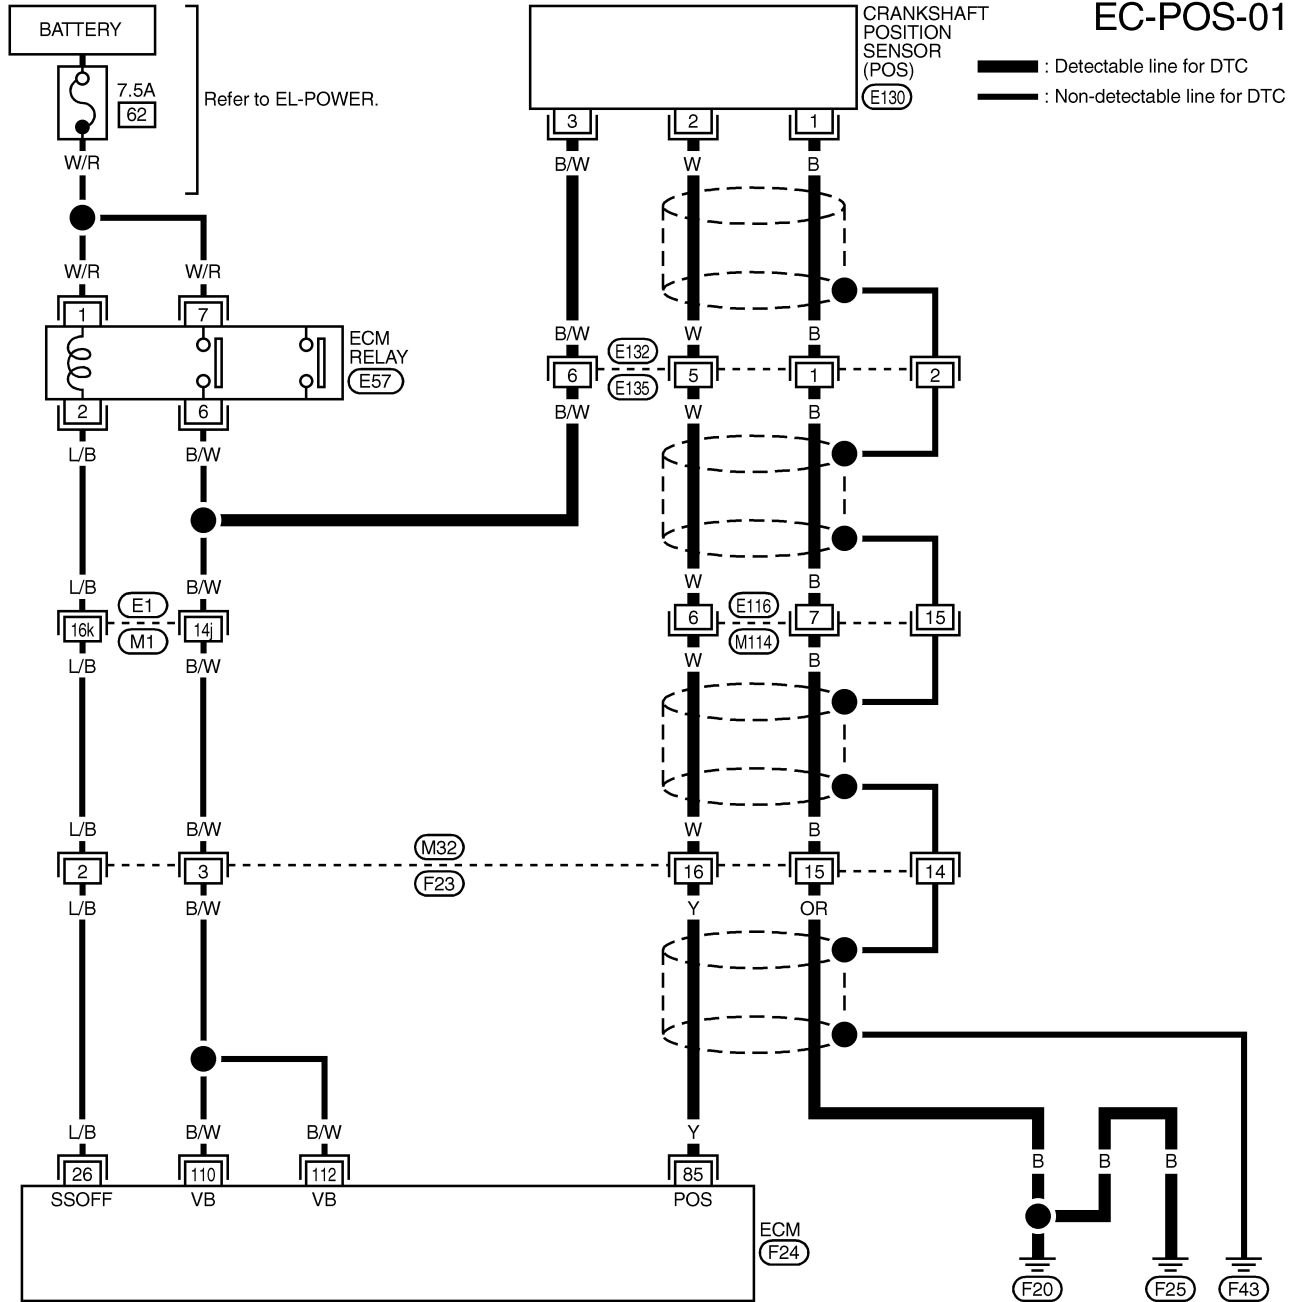 EC-POS-01
BATTERY
7.5A
62
Refer to EL-POWER.
CRANKSHAFT
POSITION
SENSOR
(POS)
E130
: Detectable line for DTC
: Non-detectable line for DTC
3 2 1
W/R B/W W B
W/R W/R
1 7
ECM
RELAY
E57
B/W W B
E132
6 5 1 2
E135
2 6
B/W W B
L/B B/W
L/B B/W W B
E1 E116
16k 14j 6 7 15
M1 M114
L/B B/W W B
L/B B/W W B
M32
2 3 16 15 14
F23
L/B B/W Y OR
L/B B/W B/W Y
B B B
26 110 112 85
SSOFF VB VB POS
ECM
F24
F20 F25 F43